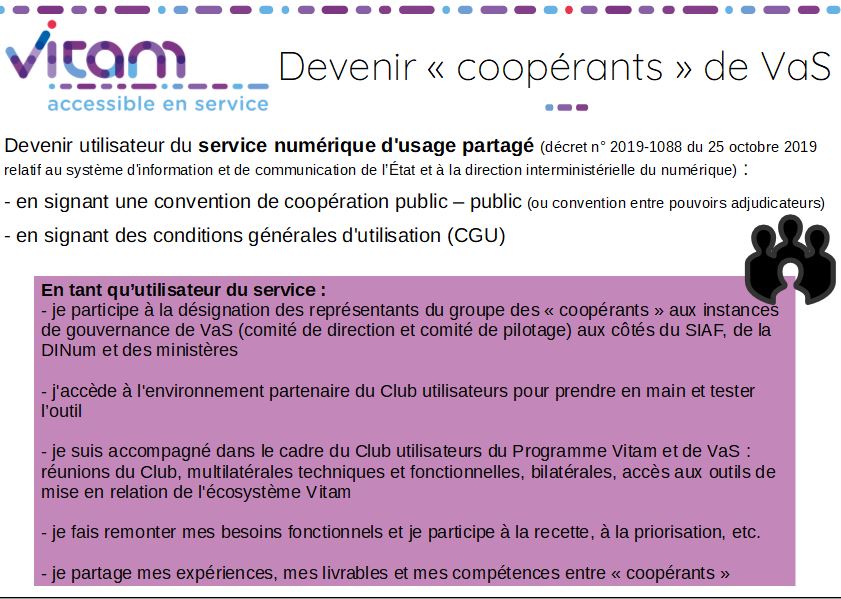 vitam
accessible en service
Devenir « coopérants » de VaS
Devenir utilisateur du service numérique d'usage partagé (décret n° 2019-1088 du 25 octobre 2019
relatif au système d'information et de communication de l'État et à la direction interministérielle du numérique) :
- en signant une convention de coopération public – public (ou convention entre pouvoirs adjudicateurs)
- en signant des conditions générales d'utilisation (CGU)
En tant qu'utilisateur du service :
- je participe à la désignation des représentants du groupe des « coopérants » aux instances
de gouvernance de VaS (comité de direction et comité de pilotage) aux côtés du SIAF, de la
DINum et des ministères
- j'accède à l'environnement partenaire du Club utilisateurs pour prendre en main et tester
l'outil
- je suis accompagné dans le cadre du Club utilisateurs du Programme Vitam et de VaS :
réunions du Club, multilatérales techniques et fonctionnelles, bilatérales, accès aux outils de
mise en relation de l'écosystème Vitam
- je fais remonter mes besoins fonctionnels et je participe à la recette, à la priorisation, etc.
- je partage mes expériences, mes livrables et mes compétences entre « coopérants »